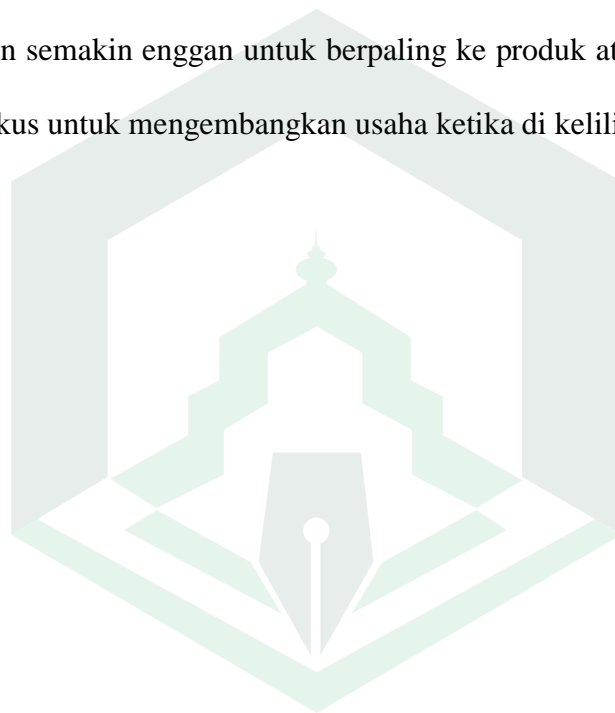 n semakin enggan untuk berpaling ke produk at
kus untuk mengembangkan usaha ketika di kelili